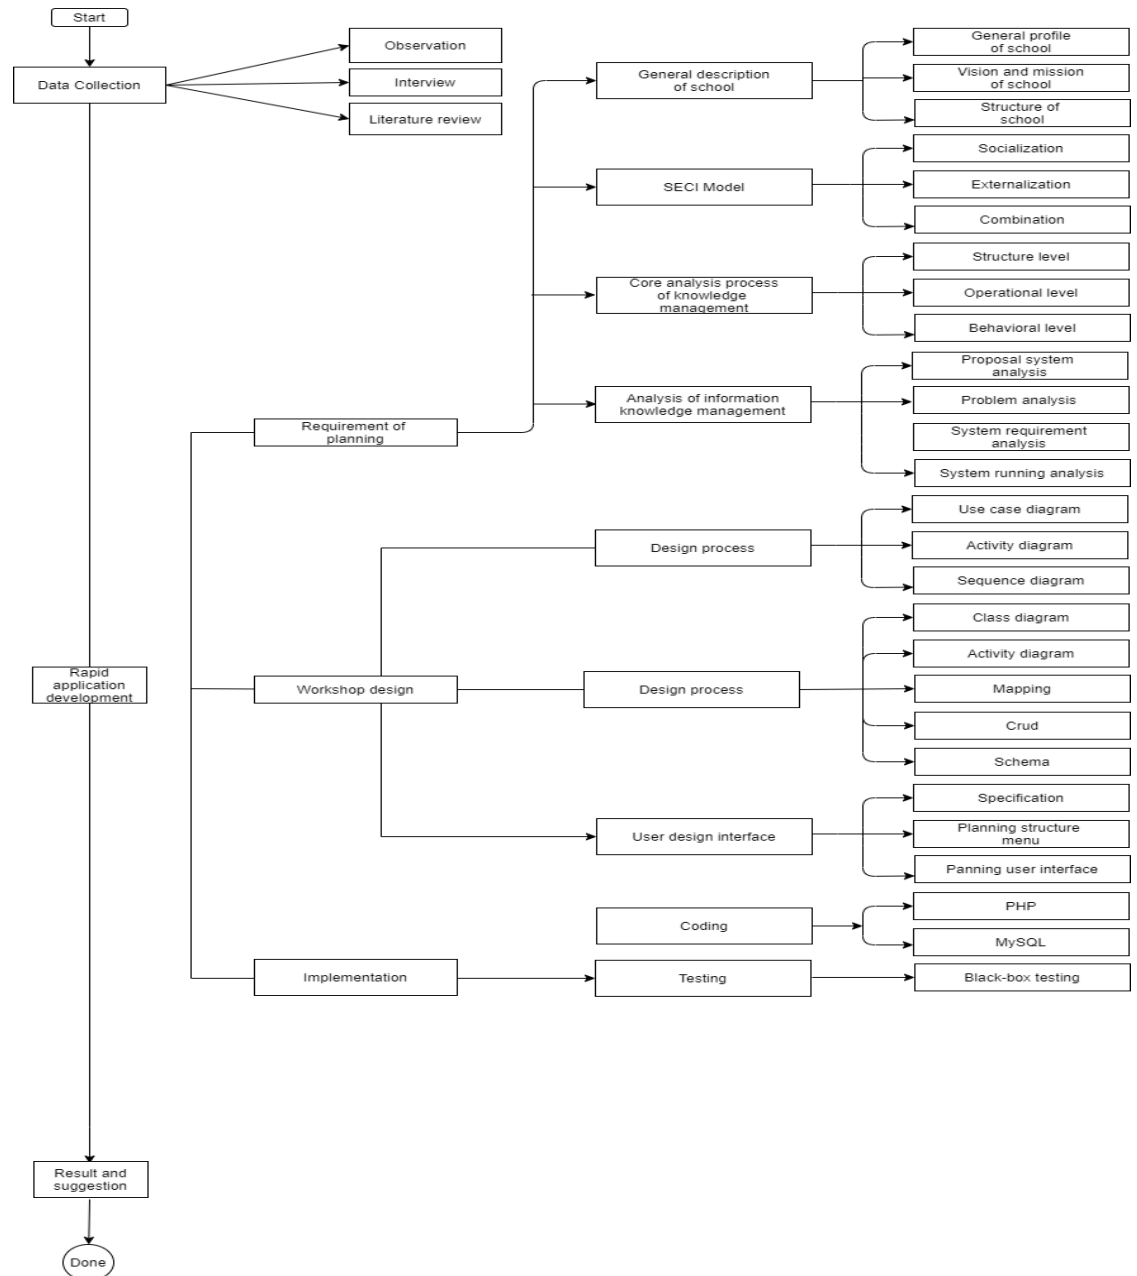 Start
Data Collection
Observation
Interview
Literature review
General description
of school
General profile
of school
Vision and mission
of school
Structure of
school
SECI Model
Socialization
Externalization
Combination
Core analysis process
of knowledge
management
Structure level
Operational level
Behavioral level
Requirement of
planning
Analysis of information
knowledge management
Proposal system
analysis
Problem analysis
System requirement
analysis
System running analysis
Design process
Use case diagram
Activity diagram
Sequence diagram
Rapid
application
development
Workshop design
Design process
Class diagram
Activity diagram
Mapping
Crud
Schema
User design interface
Specification
Planning structure
menu
Panning user interface
Coding
PHP
MySQL
Implementation
Testing
Black-box testing
Result and
suggestion
Done